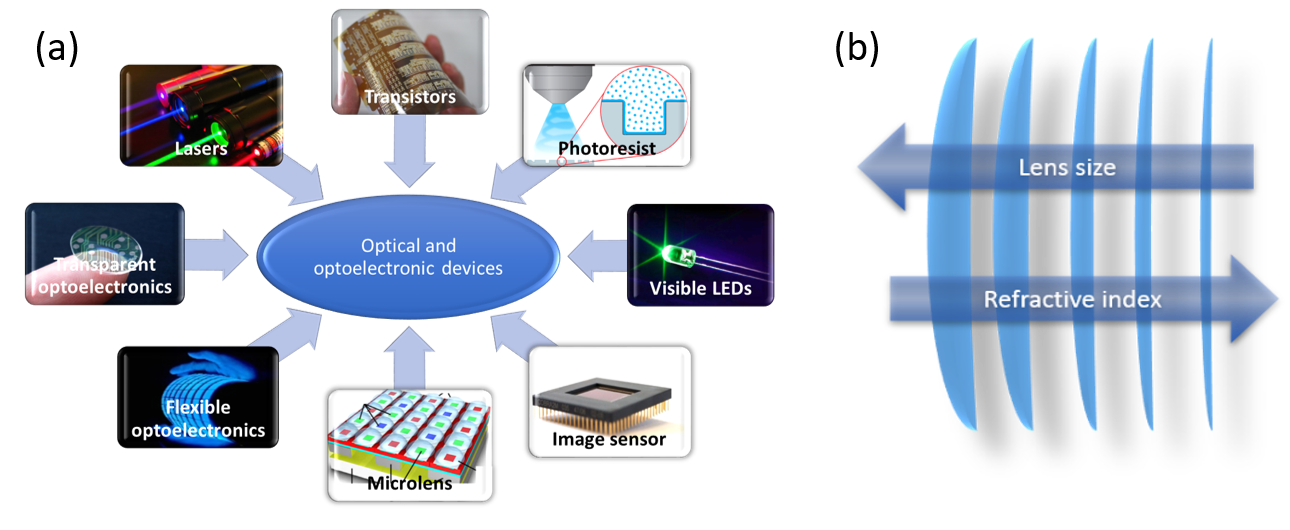 (a)
Transistors
Lasers
Photoresist
Transparent
optoelectronics
Optical and
optoelectronic devices
Visible LEDs
Flexible
optoelectronics
Microlens
Image sensor
(b)
Lens size
Refractive index